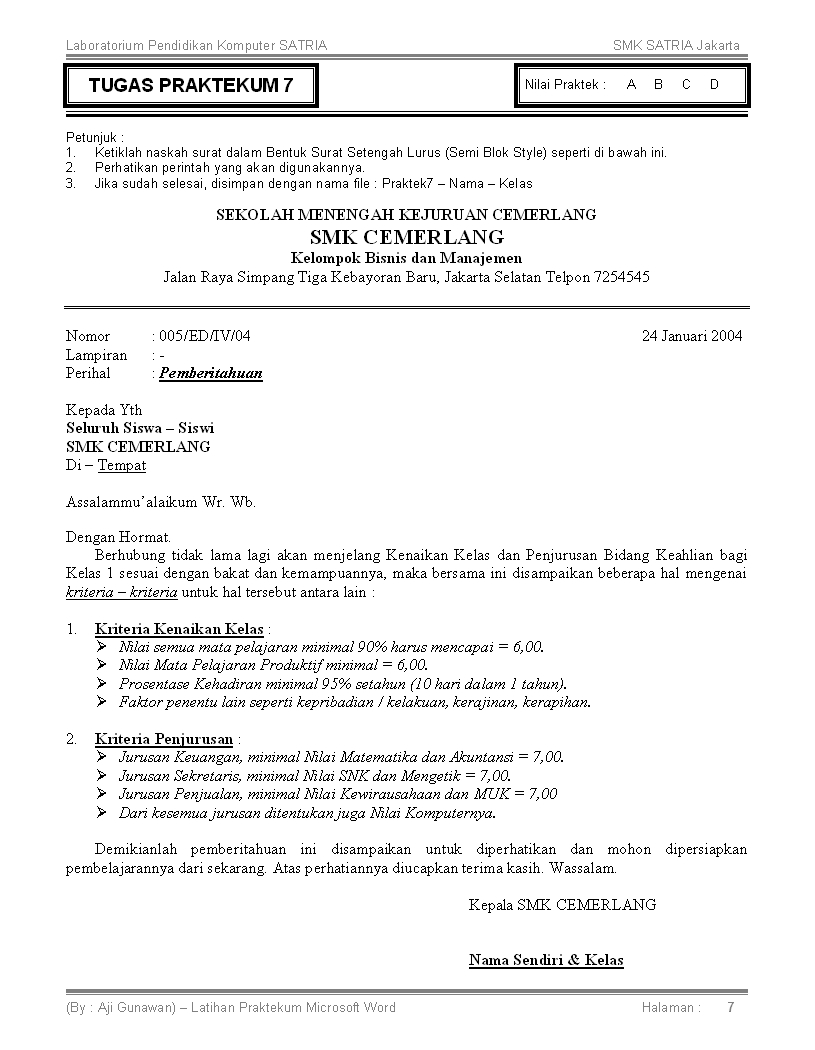 Laboratorium Pendidikan Komputer SATRIA SMK SATRIA Jakarta
TUGAS PRAKTEKUM 7
Nilai Praktek : A B C D
Petunjuk :
1. Ketiklah naskah surat dalam Bentuk Surat Setengah Lurus (Semi Blok Style) seperti di bawah ini.
2. Perhatikan perintah yang akan digunakannya.
3. Jika sudah selesai, disimpan dengan nama file : Praktek7 – Nama – Kelas
SEKOLAH MENENGAH KEJURUAN CEMERLANG
SMK CEMERLANG
Kelompok Bisnis dan Manajemen
Jalan Raya Simpang Tiga Kebayoran Baru, Jakarta Selatan Telpon 7254545
Nomor : 005/ED/IV/04 24 Januari 2004
Lampiran : -
Perihal : Pemberitahuan
Kepada Yth
Seluruh Siswa – Siswi
SMK CEMERLANG
Di – Tempat
Assalammu’alaikum Wr. Wb.
Dengan Hormat.
Berhubung tidak lama lagi akan menjelang Kenaikan Kelas dan Penjurusan Bidang Keahlian bagi
Kelas 1 sesuai dengan bakat dan kemampuannya, maka bersama ini disampaikan beberapa hal mengenai
kriteria – kriteria untuk hal tersebut antara lain :
1. Kriteria Kenaikan Kelas :
➢ Nilai semua mata pelajaran minimal 90% harus mencapai = 6,00.
➢ Nilai Mata Pelajaran Produktif minimal = 6,00.
➢ Prosentase Kehadiran minimal 95% setahun (10 hari dalam 1 tahun).
➢ Faktor penentu lain seperti kepribadian / kelakuan, kerajinan, kerapihan.
2. Kriteria Penjurusan :
➢ Jurusan Keuangan, minimal Nilai Matematika dan Akuntansi = 7,00.
➢ Jurusan Sekretaris, minimal Nilai SNK dan Mengetik = 7,00.
➢ Jurusan Penjualan, minimal Nilai Kewirausahaan dan MUK = 7,00
➢ Dari kesemua jurusan ditentukan juga Nilai Komputernya.
Demikianlah pemberitahuan ini disampaikan untuk diperhatikan dan mohon dipersiapkan
pembelajarannya dari sekarang. Atas perhatiannya diucapkan terima kasih. Wassalam.
Kepala SMK CEMERLANG
Nama Sendiri & Kelas
(By : Aji Gunawan) – Latihan Praktekum Microsoft Word Halaman : 7